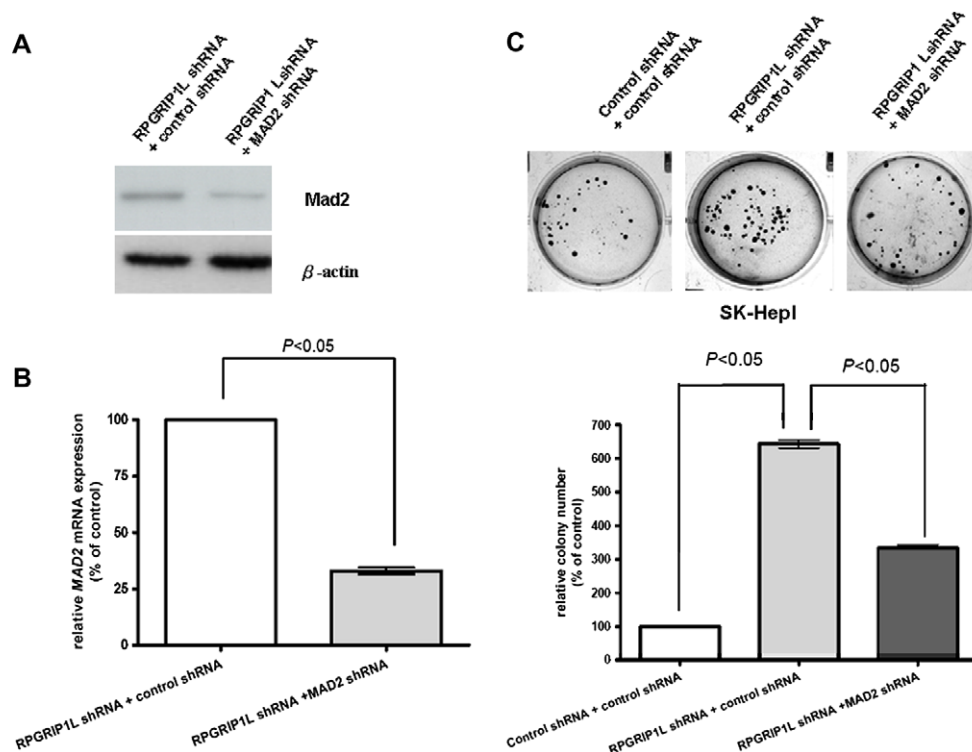 A
RPGRIP1L shRNA
+ control shRNA
RPGRIP1 LshRNA
+ MAD2 shRNA
Mad2
β-actin
B
P<0.05
relative MAD2 mRNA expression
(% of control)
100
75
50
25
0
RPGRIP1L shRNA + control shRNA
RPGRIP1L shRNA +MAD2 shRNA
C
Control shRNA
+ control shRNA
RPGRIP1L shRNA
+ control shRNA
RPGRIP1 LshRNA
+ MAD2 shRNA
SK-HepI
P<0.05
P<0.05
relative colony number
(% of control)
700
600
500
400
300
200
100
0
Control shRNA + control shRNA
RPGRIP1L shRNA + control shRNA
RPGRIP1L shRNA +MAD2 shRNA